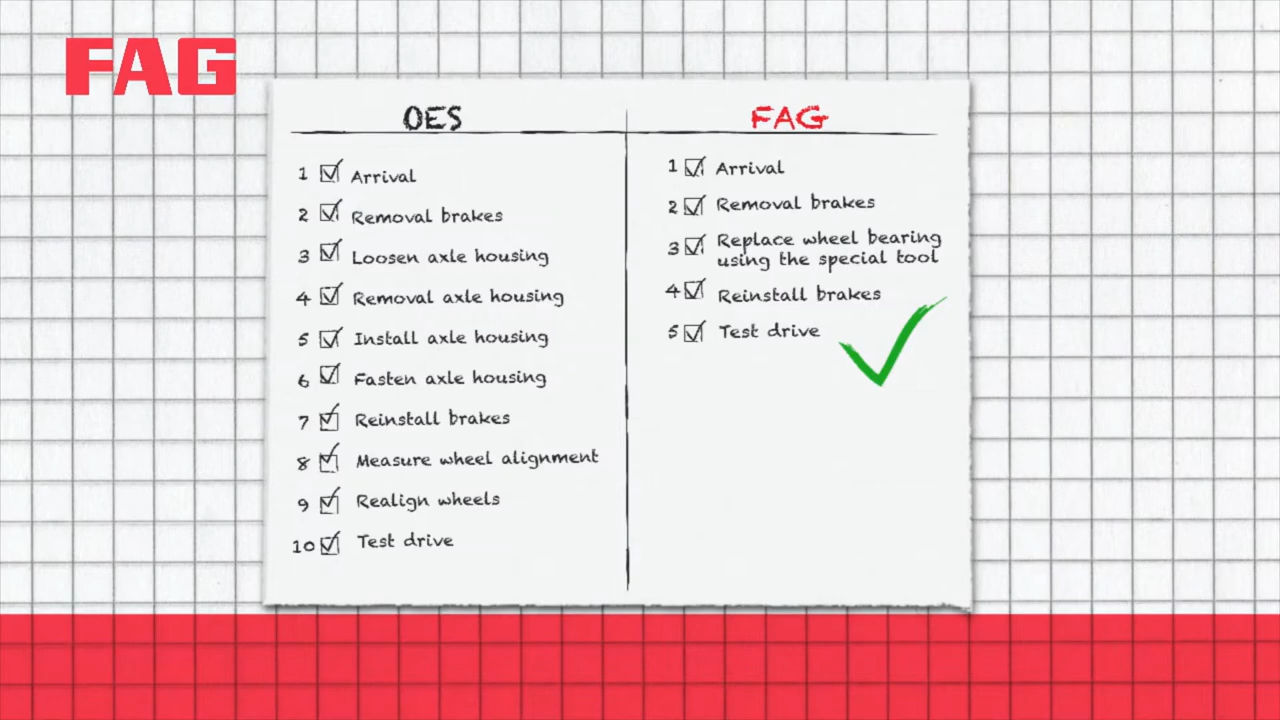 FAG
OES
1 Arrival
2 Removal brakes
3 Loosen axle housing
4 Removal axle housing
5 Install axle housing
6 Fasten axle housing
7 Reinstall brakes
8 Measure wheel alignment
9 Realign wheels
10 Test drive
FAG
1 Arrival
2 Removal brakes
3 Replace wheel bearing
using the special tool
4 Reinstall brakes
5 Test drive